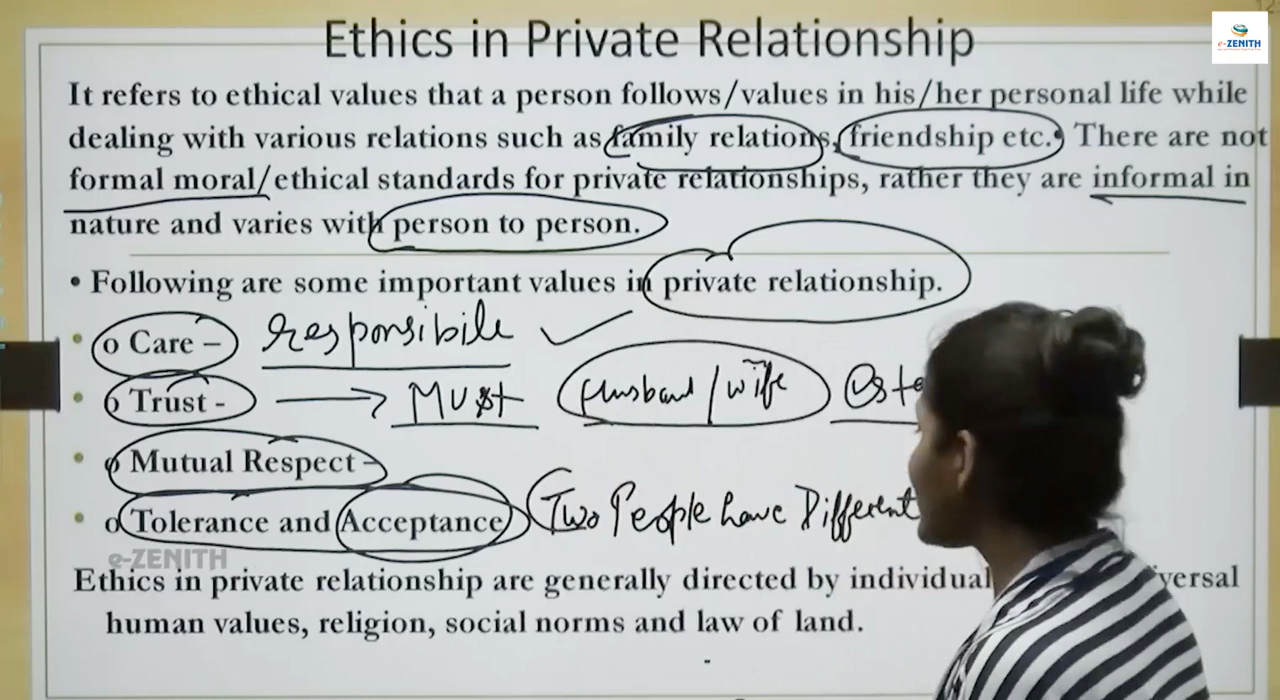 Ethics in Private Relationship
e-ZENITH
It refers to ethical values that a person follows/values in his/her personal life while
dealing with various relations such as family relations, friendship etc. There are not
formal moral/ethical standards for private relationships, rather they are informal in
nature and varies with person to person.
• Following are some important values in private relationship.
• o Care – Responsibile
• o Trust - → Must Husband/wife
• o Mutual Respect –
• o Tolerance and Acceptance Two People have Different
e-ZENITH
Ethics in private relationship are generally directed by individual
human values, religion, social norms and law of land.